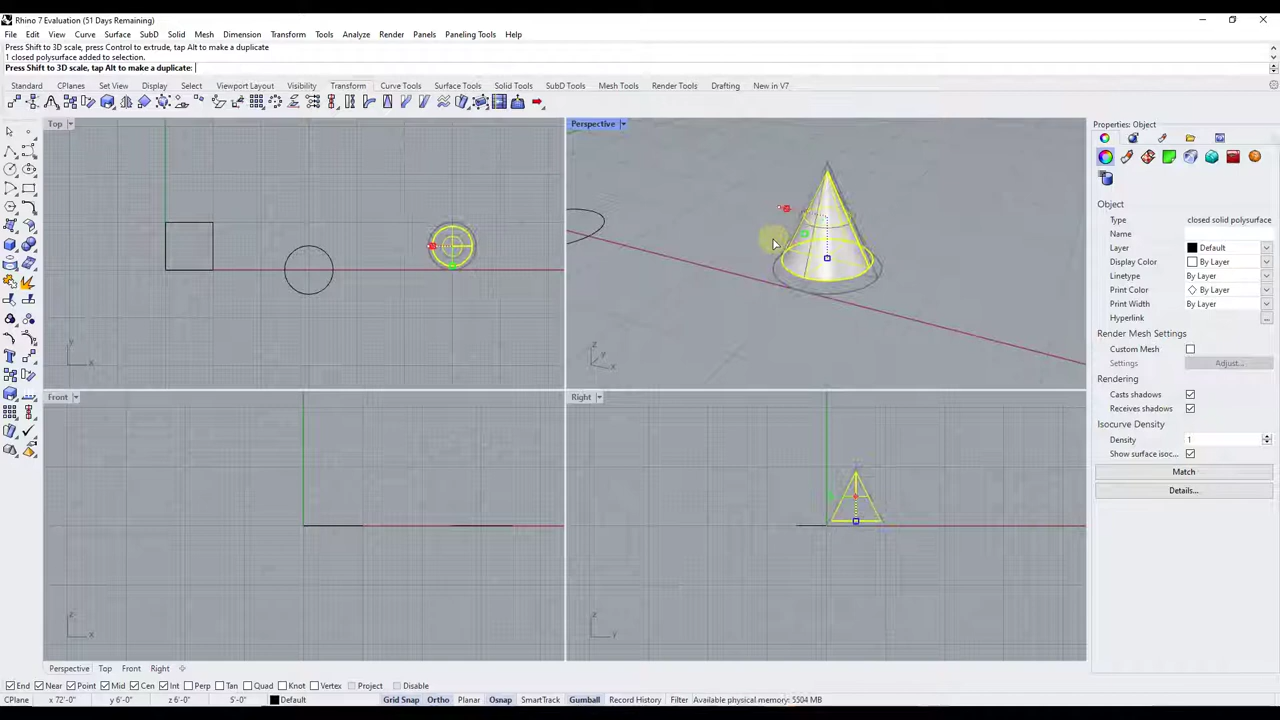 Rhino 7 Evaluation (51 Days Remaining)
File Edit View Curve Surface SubD Solid Mesh Dimension Transform Tools Analyze Render Panels Paneling Tools Help
Press Shift to 3D scale, press Control to extrude, tap Alt to make a duplicate
1 closed polysurface added to selection.
Press Shift to 3D scale, tap Alt to make a duplicate:
Standard CPlanes Set View Display Select Viewport Layout Visibility Transform Curve Tools Surface Tools Solid Tools SubD Tools Mesh Tools Render Tools Drafting New in V7
Top
Perspective
Properties: Object
Object
Type closed solid polysurface
Name
Layer Default
Display Color By Layer
Linetype By Layer
Print Color By Layer
Print Width By Layer
Hyperlink ...
Render Mesh Settings
Custom Mesh
Settings Adjust...
Rendering
Casts shadows
Receives shadows
Isocurve Density
Density 1
Show surface isoc...
Match
Details...
y
x
z
y
x
Front
Right
z
x
z
y
Perspective Top Front Right
End Near Point Mid Cen Int Perp Tan Quad Knot Vertex Project Disable
CPlane x 72'-0" y 6'-0" z 6'-0" 5'-0" Default Grid Snap Ortho Planar Osnap SmartTrack Gumball Record History Filter Available physical memory: 5504 MB